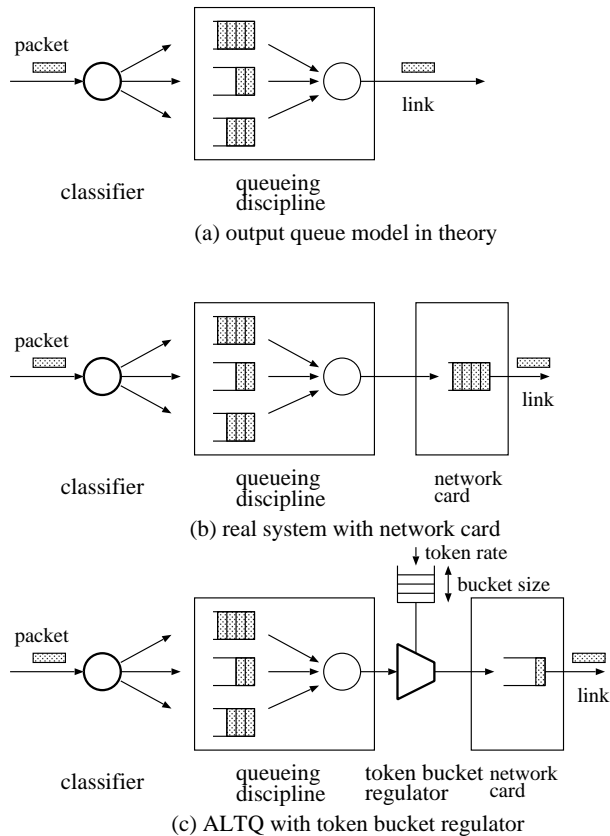 packet
link
classifier
queueing
discipline
(a) output queue model in theory
packet
link
classifier
queueing
discipline
network
card
(b) real system with network card
token rate
bucket size
packet
link
classifier
queueing
discipline
token bucket
regulator
network
card
(c) ALTQ with token bucket regulator